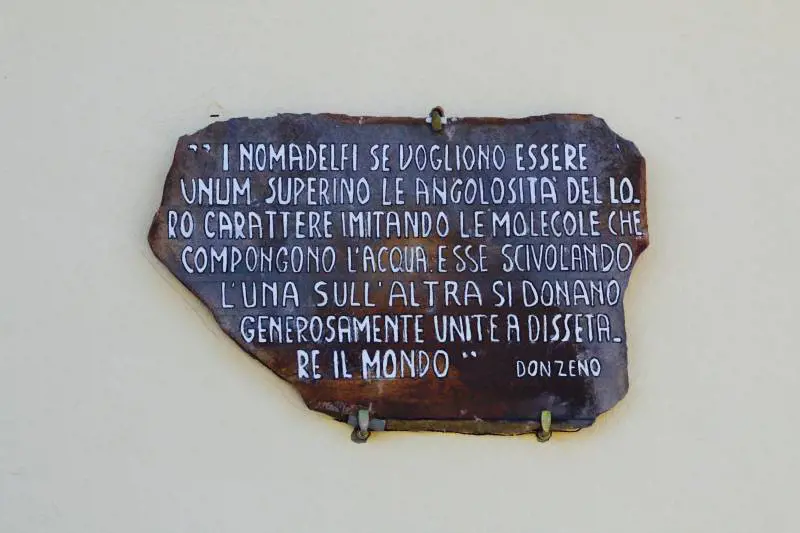 " I NOMADELFI SE VOGLIONO ESSERE
UNUM SUPERINO LE ANGOLOSITÀ DEL LO_
RO CARATTERE IMITANDO LE MOLECOLE CHE
COMPONGONO L'ACQUA. ESSE SCIVOLANDO
L'UNA SULL'ALTRA SI DONANO
GENEROSAMENTE UNITE A DISSETA_
RE IL MONDO "
DON ZENO